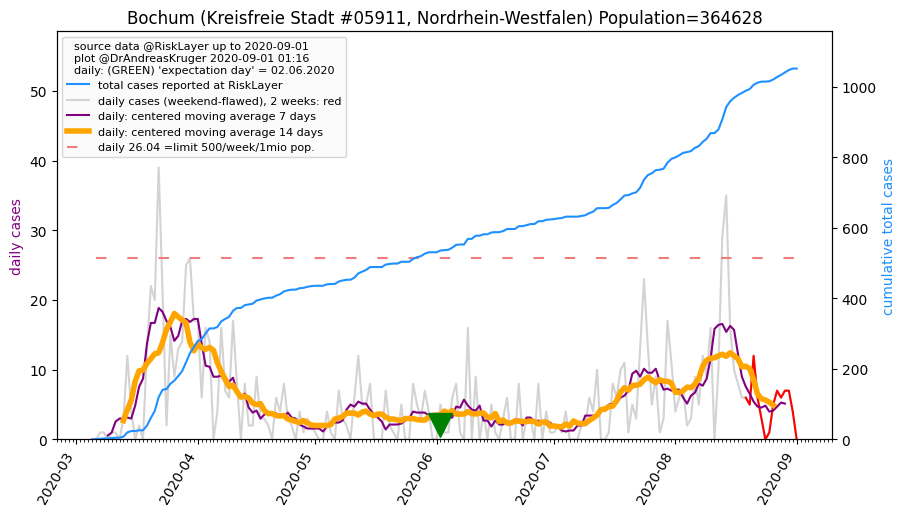 Bochum (Kreisfreie Stadt #05911, Nordrhein-Westfalen) Population=364628
source data @RiskLayer up to 2020-09-01
plot @DrAndreasKruger 2020-09-01 01:16
daily: (GREEN) 'expectation day' = 02.06.2020
total cases reported at RiskLayer
daily cases (weekend-flawed), 2 weeks: red
daily: centered moving average 7 days
daily: centered moving average 14 days
daily 26.04 =limit 500/week/1mio pop.
daily cases
50
40
30
20
10
0
cumulative total cases
1000
800
600
400
200
0
2020-03
2020-04
2020-05
2020-06
2020-07
2020-08
2020-09